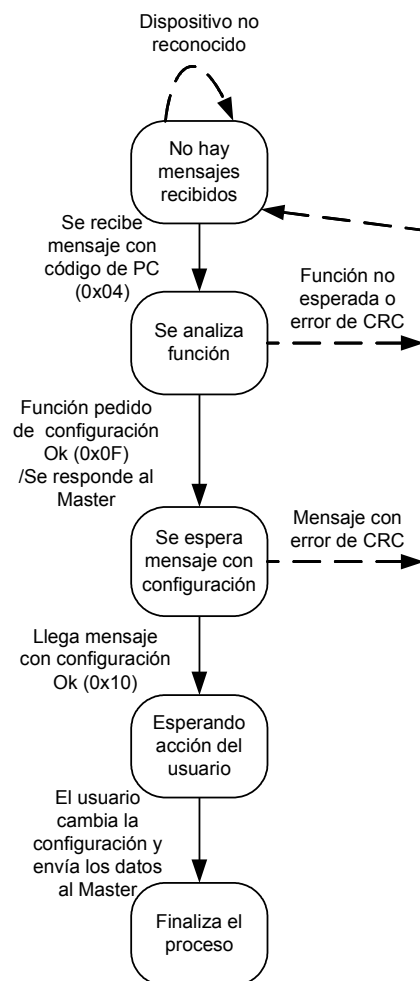 Dispositivo no
reconocido
No hay
mensajes
recibidos
Se recibe
mensaje con
código de PC
(0x04)
Función no
esperada o
error de CRC
Se analiza
función
Función pedido
de configuración
Ok (0x0F)
/Se responde al
Master
Mensaje con
error de CRC
Se espera
mensaje con
configuración
Llega mensaje
con configuración
Ok (0x10)
Esperando
acción del
usuario
El usuario
cambia la
configuración y
envía los datos
al Master
Finaliza el
proceso